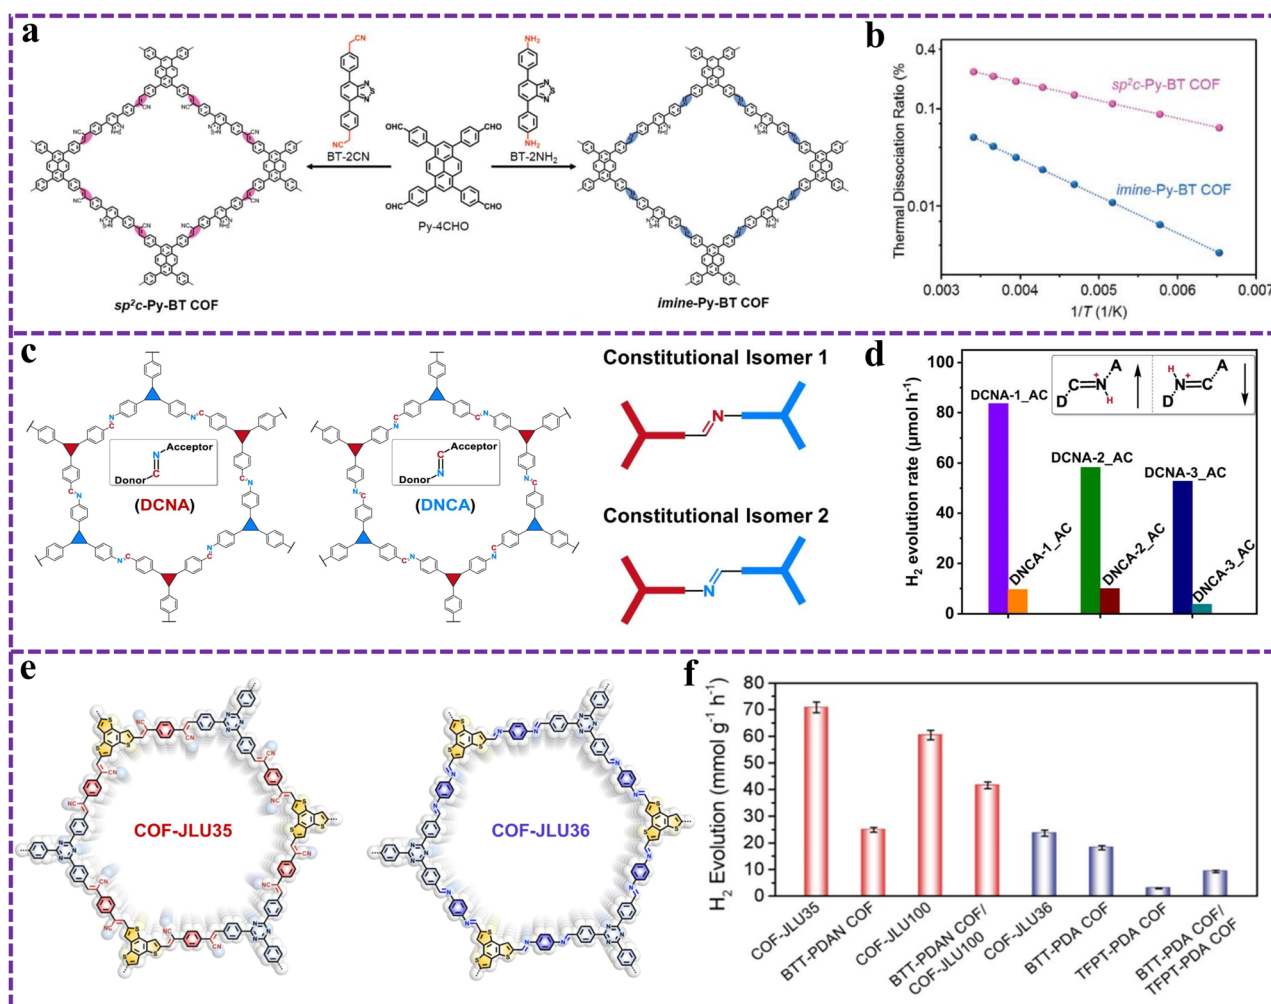 a
BT-2CN
BT-2NH₂
CHO
CHO
OHC
CHO
Py-4CHO
sp²c-Py-BT COF
imine-Py-BT COF
b
Thermal Dissociation Ratio (%
0.4
0.1
0.01
sp²c-Py-BT COF
imine-Py-BT COF
0.003
0.004
0.005
0.006
0.007
1/T (1/K)
c
Acceptor
N
C
Donor
(DCNA)
Acceptor
C
N
Donor
(DNCA)
Constitutional Isomer 1
N
Constitutional Isomer 2
N
d
H₂ evolution rate (μmol h⁻¹)
100
80
60
40
20
0
DCNA-1_AC
DNCA-1_AC
DCNA-2_AC
DNCA-2_AC
DCNA-3_AC
DNCA-3_AC
A
C
N
+
H
D
H
+
N
C
A
D
e
COF-JLU35
COF-JLU36
f
H₂ Evolution (mmol g⁻¹ h⁻¹)
80
70
60
50
40
30
20
10
0
COF-JLU35
BTT-PDAN COF
COF-JLU100
BTT-PDAN COF/
COF-JLU100
COF-JLU36
BTT-PDA COF
TFPT-PDA COF
BTT-PDA COF/
TFPT-PDA COF